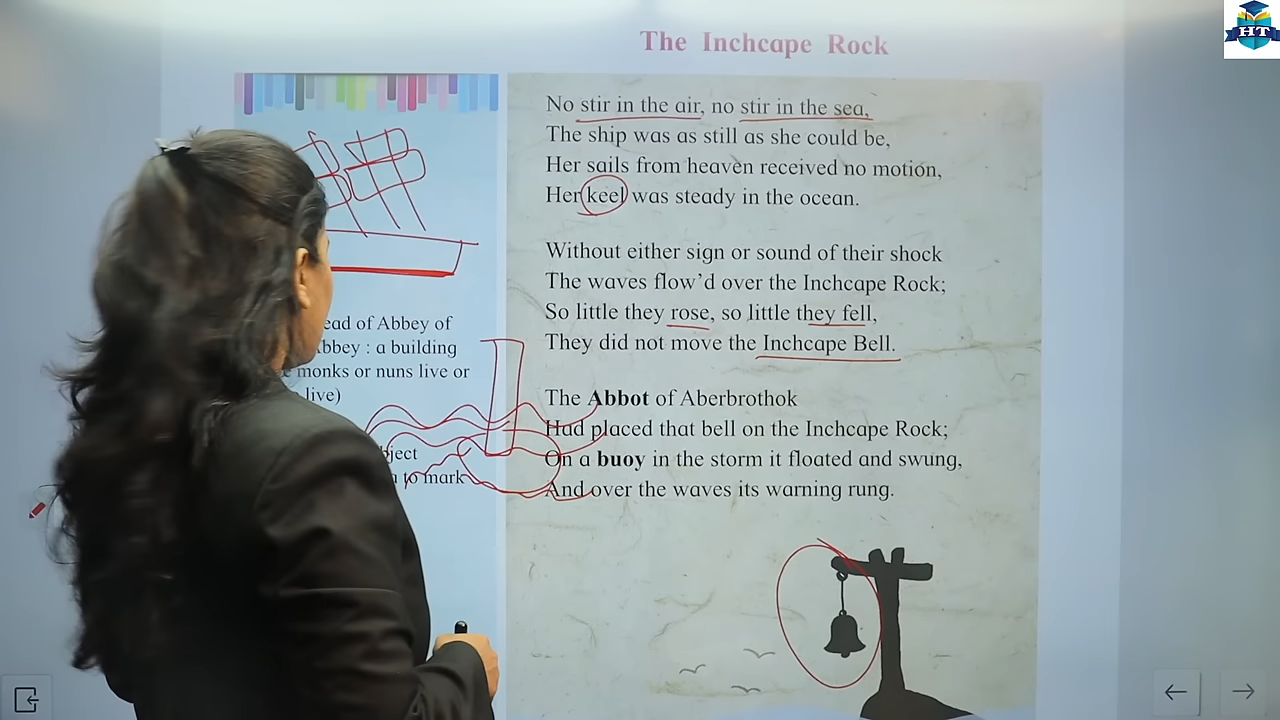 HT
The Inchcape Rock
No stir in the air, no stir in the sea,
The ship was as still as she could be,
Her sails from heaven received no motion,
Her keel was steady in the ocean.
Without either sign or sound of their shock
The waves flow’d over the Inchcape Rock;
So little they rose, so little they fell,
They did not move the Inchcape Bell.
The Abbot of Aberbrothok
Had placed that bell on the Inchcape Rock;
On a buoy in the storm it floated and swung,
And over the waves its warning rung.
ead of Abbey of
bbey : a building
monks or nuns live or
live)
bject
to mark